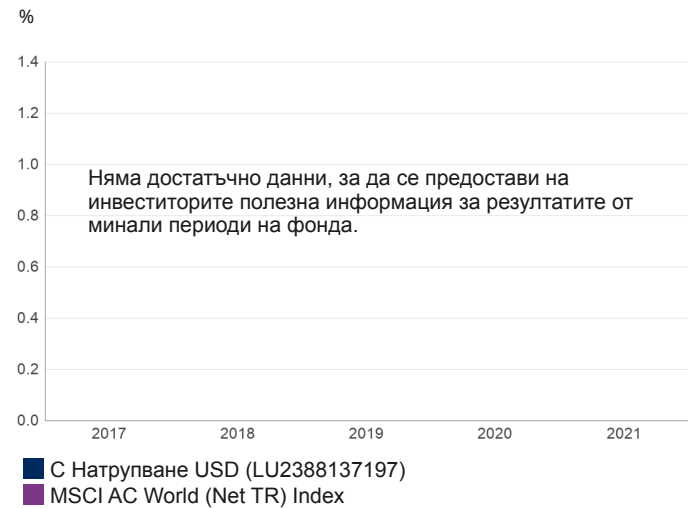 %
1.4
1.2
1.0
Няма достатъчно данни, за да се предостави на
инвеститорите полезна информация за резултатите от
0.8
минали периоди на фонда.
0.6
0.4
0.2
0.0
2017 2018 2019 2020 2021
C Натрупване USD (LU2388137197)
MSCI AC World (Net TR) Index